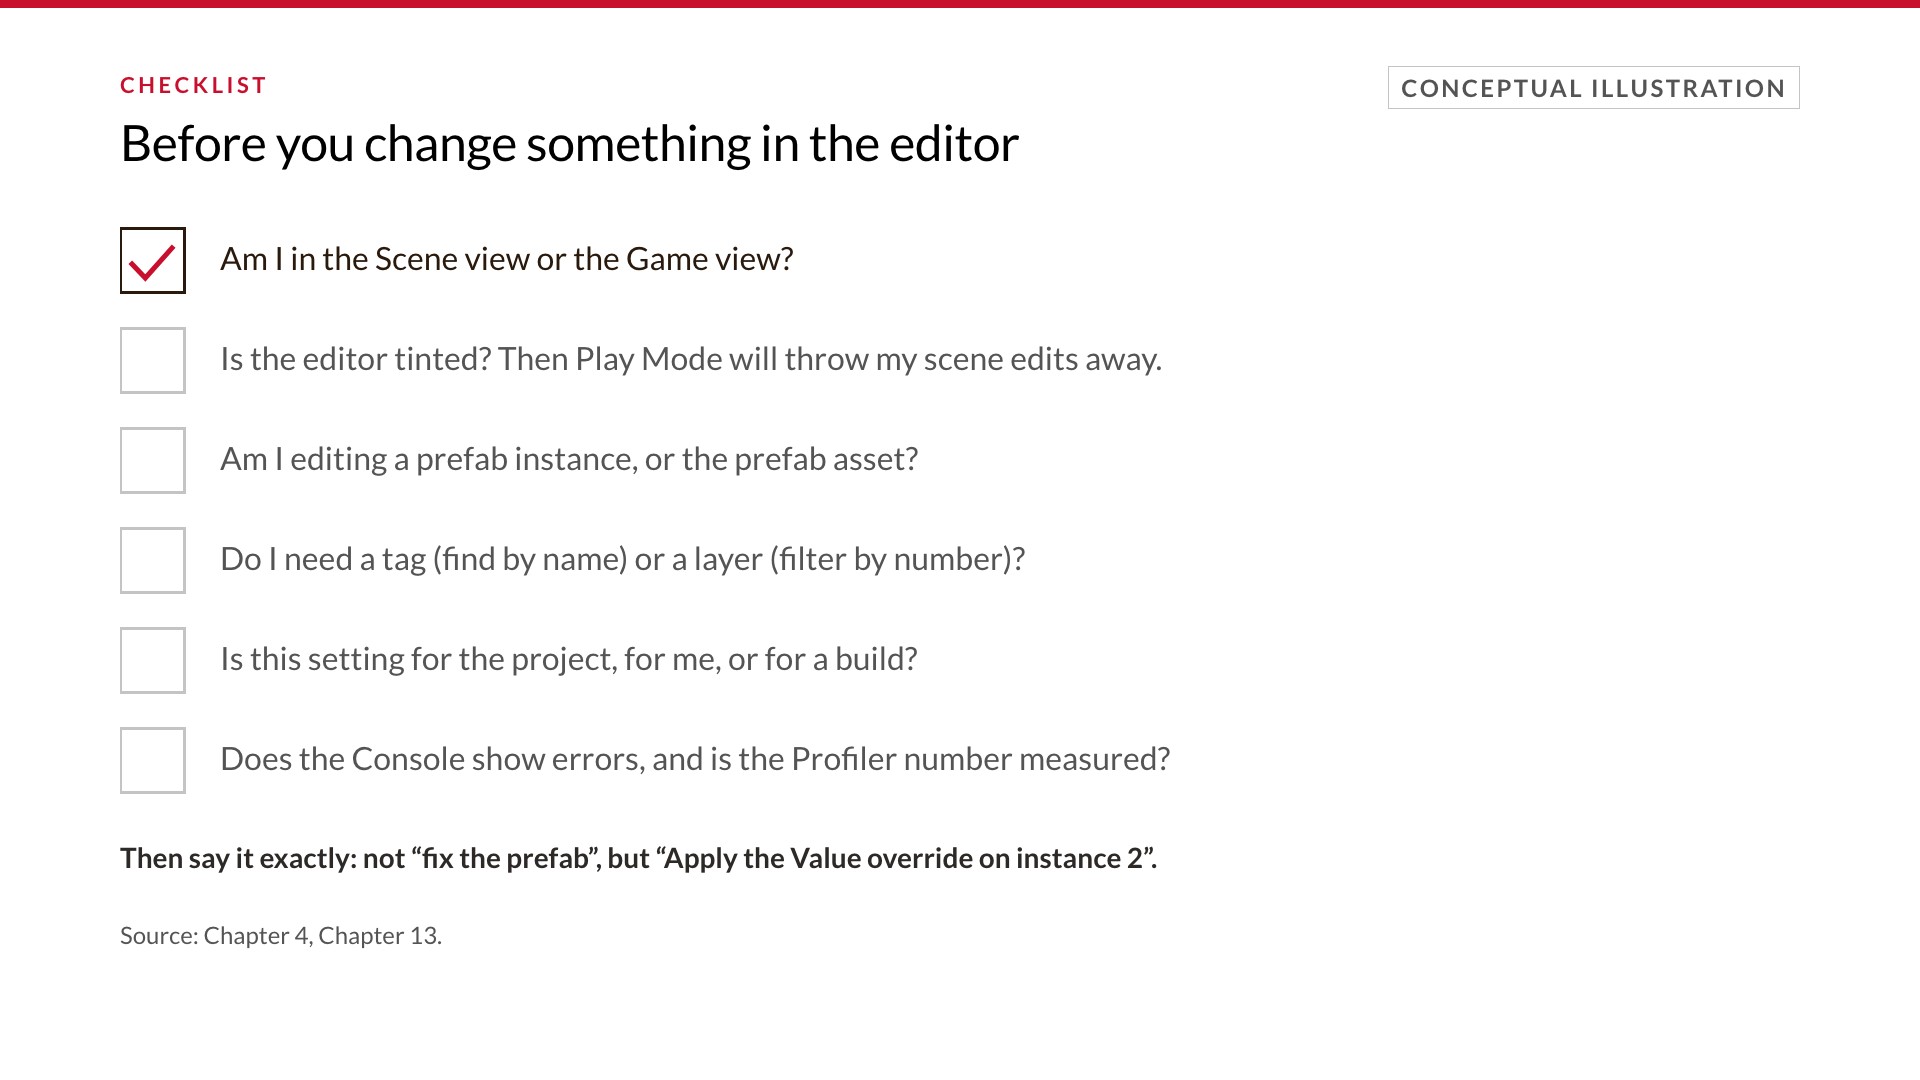 CHECKLIST
CONCEPTUAL ILLUSTRATION
Before you change something in the editor
Am I in the Scene view or the Game view?
Is the editor tinted? Then Play Mode will throw my scene edits away.
Am I editing a prefab instance, or the prefab asset?
Do I need a tag (find by name) or a layer (filter by number)?
Is this setting for the project, for me, or for a build?
Does the Console show errors, and is the Profiler number measured?
Then say it exactly: not “fix the prefab”, but “Apply the Value override on instance 2”.
Source: Chapter 4, Chapter 13.